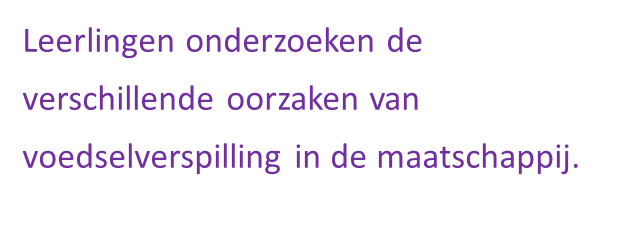 Leerlingen onderzoeken de
verschillende oorzaken van
voedselverspilling in de maatschappij.